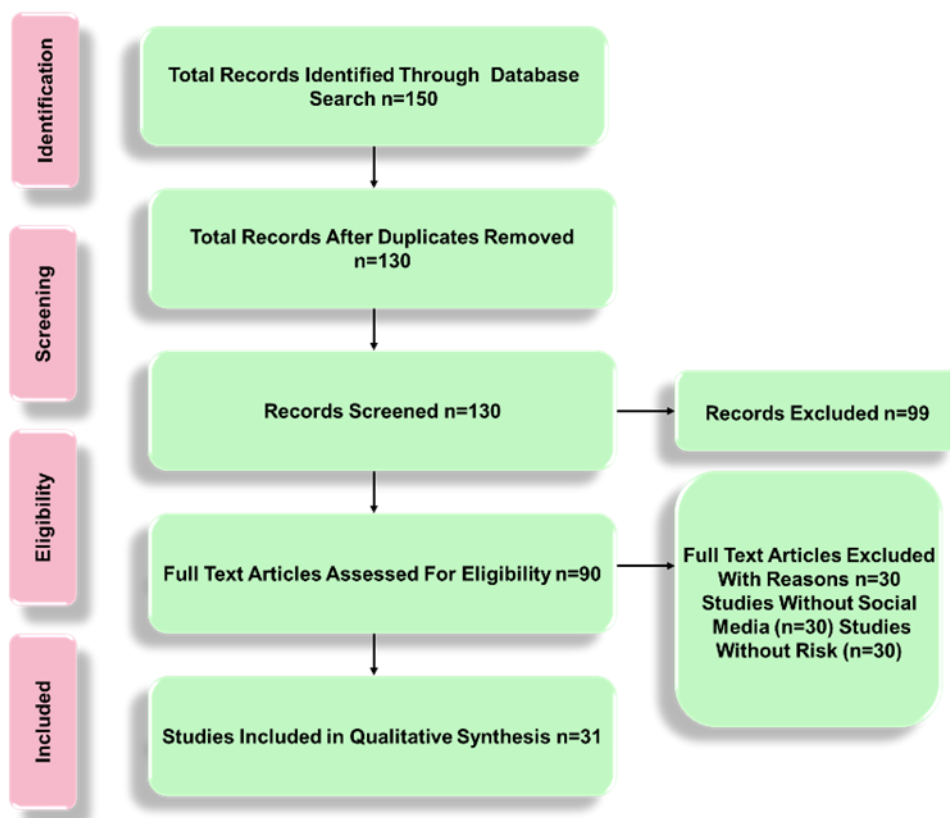 Identification
Total Records Identified Through Database
Search n=150
Total Records After Duplicates Removed
n=130
Screening
Records Screened n=130
Records Excluded n=99
Eligibility
Full Text Articles Assessed For Eligibility n=90
Full Text Articles Excluded
With Reasons n=30
Studies Without Social
Media (n=30) Studies
Without Risk (n=30)
Included
Studies Included in Qualitative Synthesis n=31